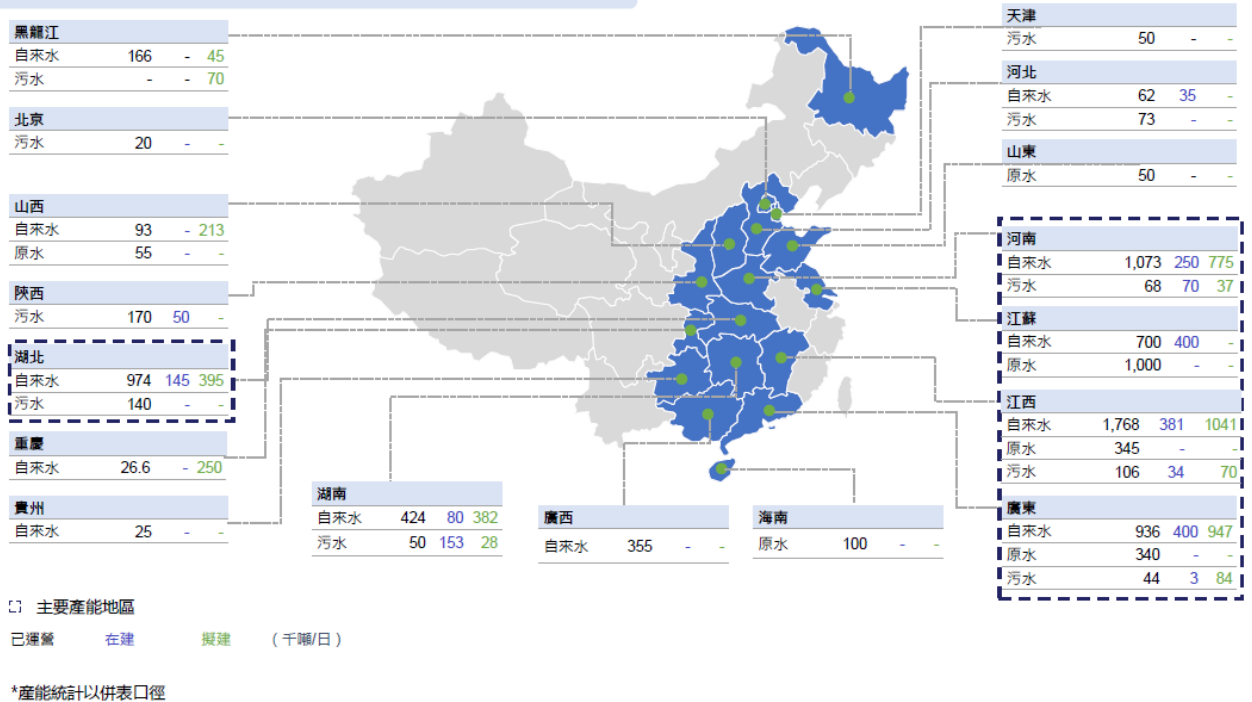 黑龍江
自來水 166 - 45
污水 - - 70
北京
污水 20 - -
山西
自來水 93 - 213
原水 55 - -
陝西
污水 170 50 -
湖北
自來水 974 145 395
污水 140 - -
重慶
自來水 26.6 - 250
貴州
自來水 25 - -
湖南
自來水 424 80 382
污水 50 153 28
廣西
自來水 355 - -
海南
原水 100 - -
天津
污水 50 - -
河北
自來水 62 35 -
污水 73 - -
山東
原水 50 - -
河南
自來水 1,073 250 775
污水 68 70 37
江蘇
自來水 700 400 -
原水 1,000 - -
江西
自來水 1,768 381 1041
原水 345 - -
污水 106 34 70
廣東
自來水 936 400 947
原水 340 - -
污水 44 3 84
主要產能地區
已運營 在建 擬建 (千噸/日)
*產能統計以併表口徑